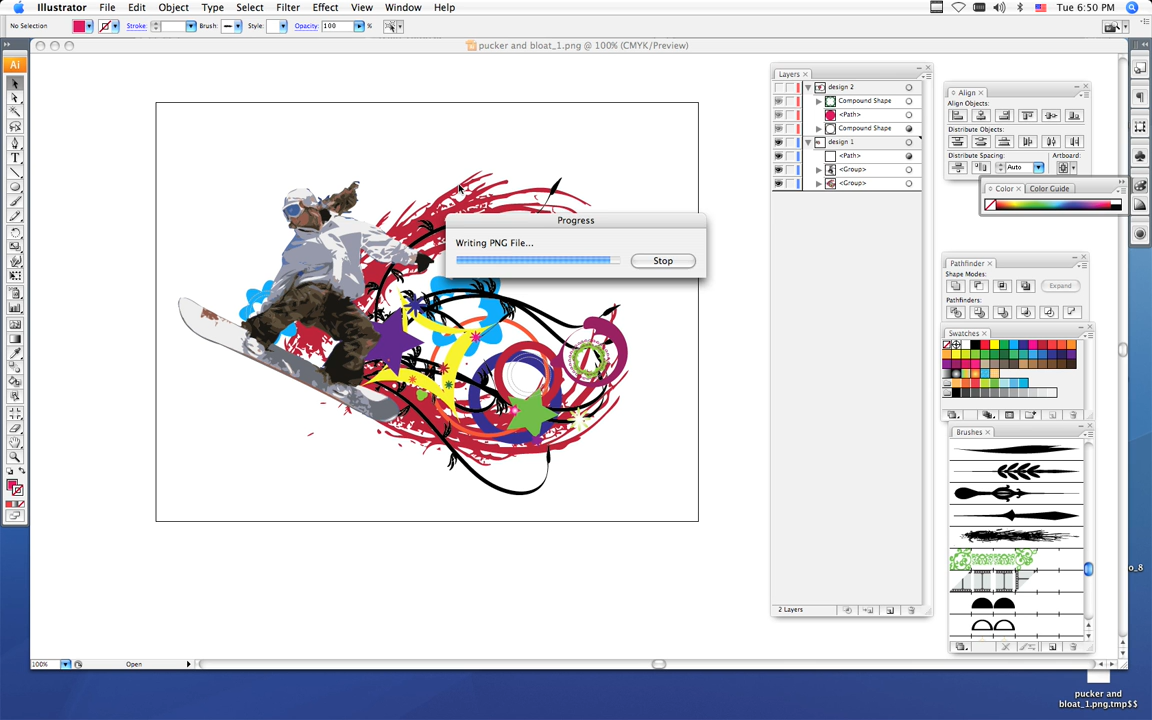 Illustrator File Edit Object Type Select Filter Effect View Window Help Tue 6:50 PM
No Selection Stroke: Brush: Style: Opacity: 100 %
pucker and bloat_1.png @ 100% (CMYK/Preview)
Ai
Layers
design 2
Compound Shape
<Path>
Compound Shape
design 1
<Path>
<Group>
<Group>
2 Layers
Align
Align Objects:
Distribute Objects:
Distribute Spacing: Artboard:
Auto
Color Color Guide
Progress
Writing PNG File...
Stop
Pathfinder
Shape Modes:
Expand
Pathfinders:
Swatches
Brushes
100% Open
o_8
pucker and
bloat_1.png.tmp$$